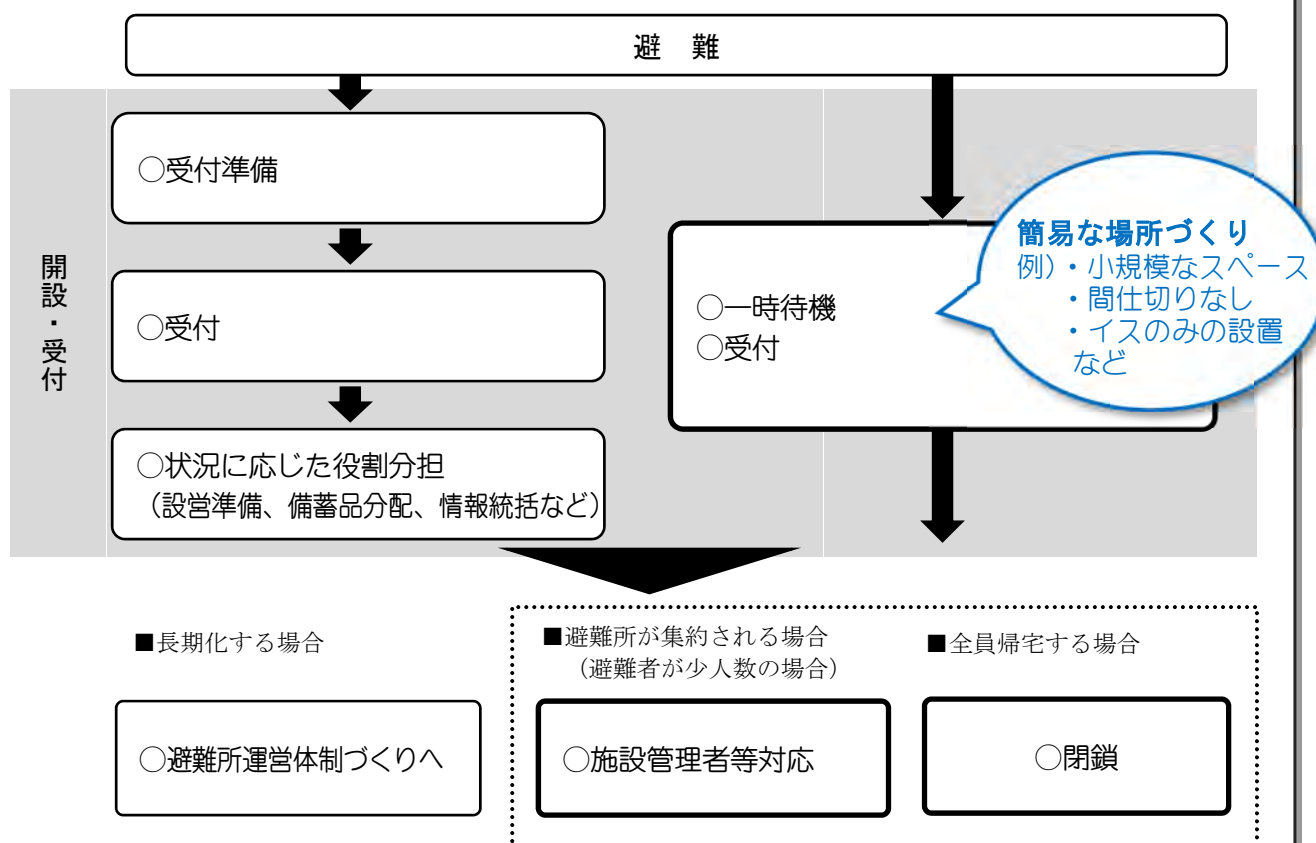 避 難
開設・受付
○受付準備
○受付
○状況に応じた役割分担
（設営準備、備蓄品分配、情報統括など）
○一時待機
○受付
簡易な場所づくり
例）・小規模なスペース
・間仕切りなし
・イスのみの設置
など
■長期化する場合
○避難所運営体制づくりへ
■避難所が集約される場合
（避難者が少人数の場合）
○施設管理者等対応
■全員帰宅する場合
○閉鎖